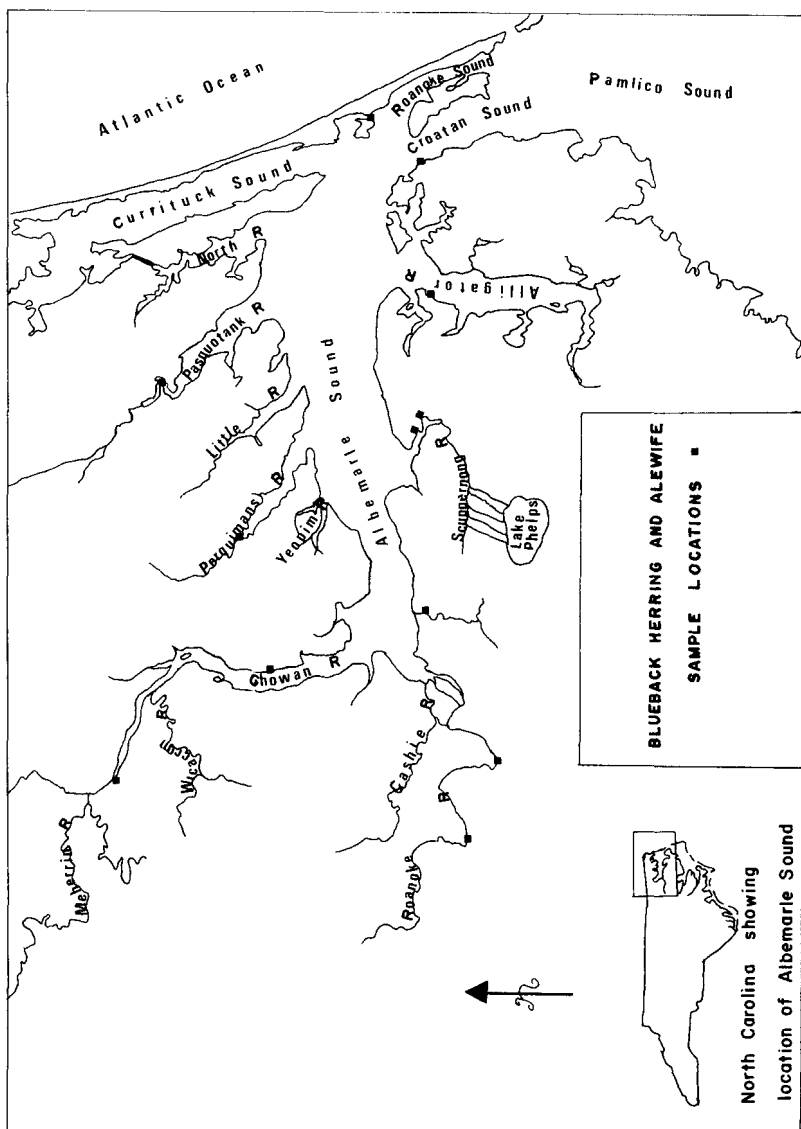 Atlantic Ocean
Currituck Sound
Roanoke Sound
Croatan Sound
Pamlico Sound
North R
Pasquotank R
Little R
Perquimans R
Yeopim R
Albemarle Sound
Alligator R
Scuppernong R
Lake
Phelps
Chowan R
Wiccon R
Meherrin R
Cashie R
Roanoke R
BLUEBACK HERRING AND ALEWIFE
SAMPLE LOCATIONS
N
North Carolina showing
location of Albemarle Sound